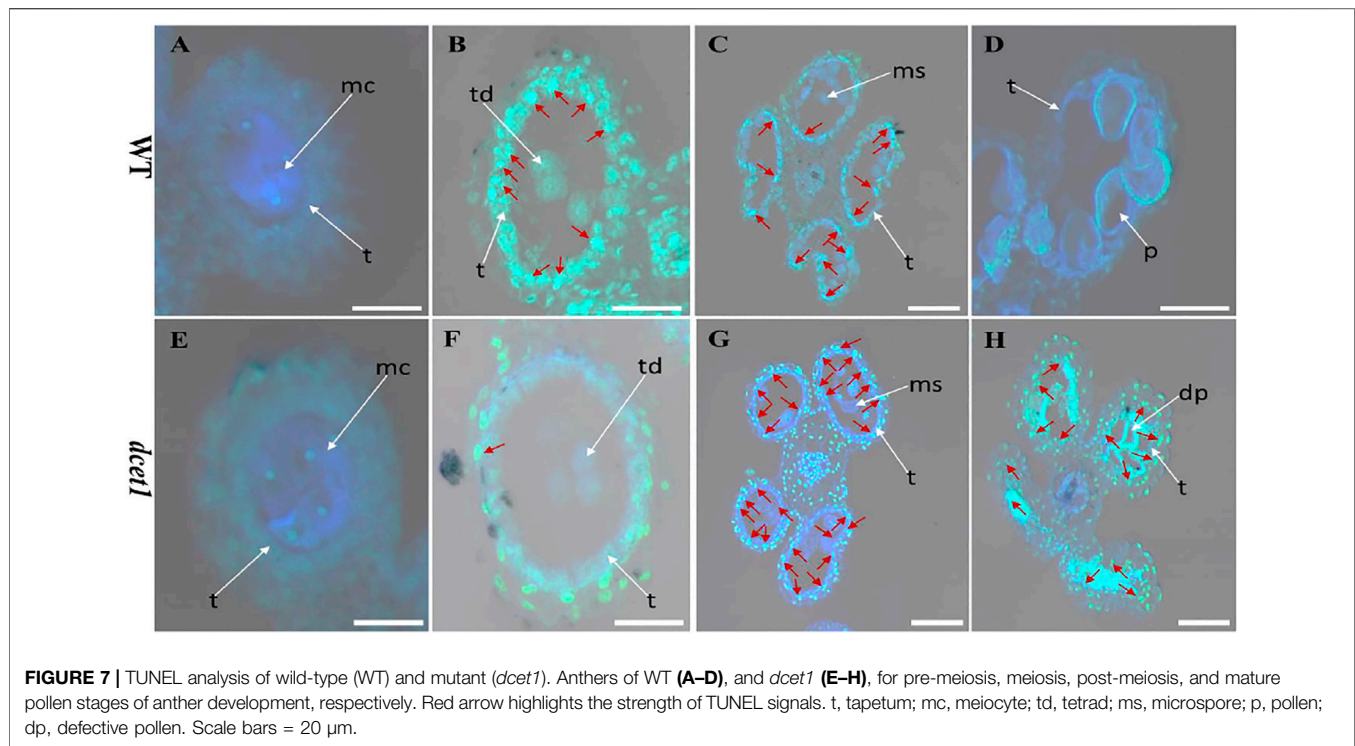 A
mc
t
B
td
t
C
ms
t
D
t
p
WT
E
mc
t
F
td
t
G
ms
t
H
dp
t
dcet1
FIGURE 7 | TUNEL analysis of wild-type (WT) and mutant (dcet1). Anthers of WT (A–D), and dcet1 (E–H), for pre-meiosis, meiosis, post-meiosis, and mature
pollen stages of anther development, respectively. Red arrow highlights the strength of TUNEL signals. t, tapetum; mc, meiocyte; td, tetrad; ms, microspore; p, pollen;
dp, defective pollen. Scale bars = 20 μm.